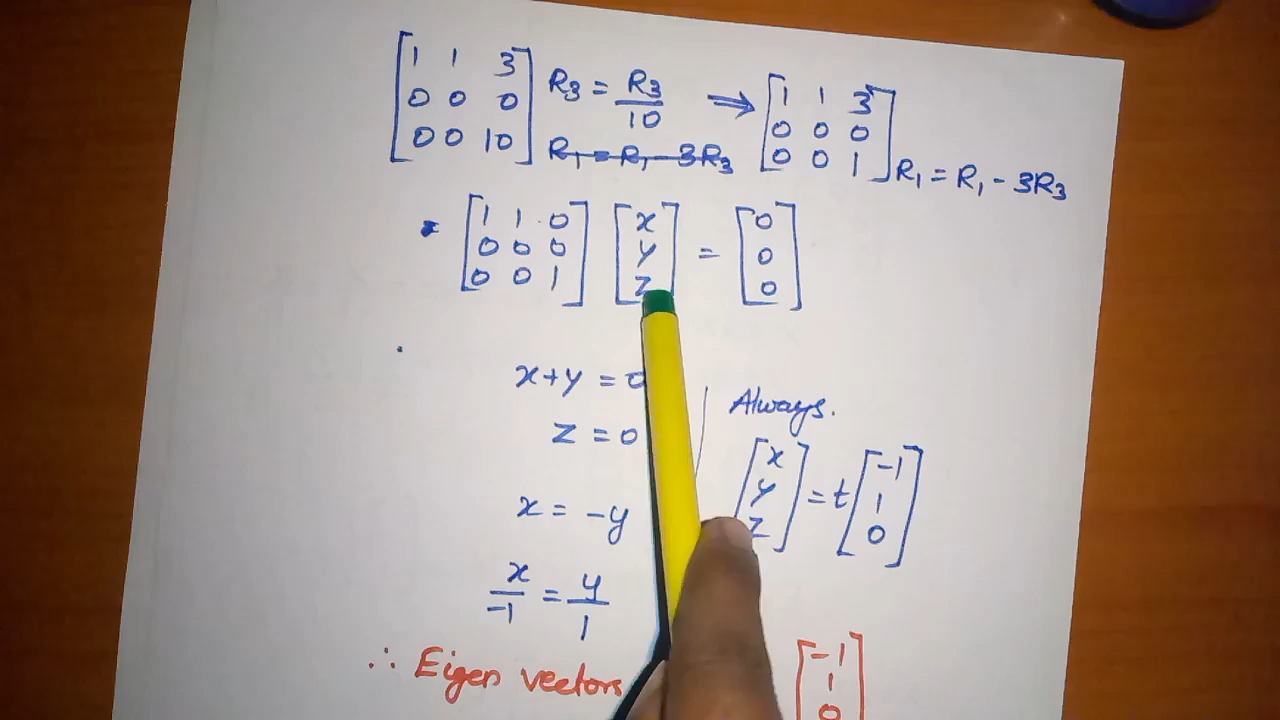 [1 1 3; 0 0 0; 0 0 10] R3 = R3/10 ⇒ [1 1 3; 0 0 0; 0 0 1] R1 = R1 - 3R3
R1 = R1 - 3R3
[1 1 0; 0 0 0; 0 0 1] [x; y; z] = [0; 0; 0]
x+y = 0
z = 0
x = -y
x/-1 = y/1
Always.
[x; y; z] = t[-1; 1; 0]
∴ Eigen vectors [-1; 1; 0]